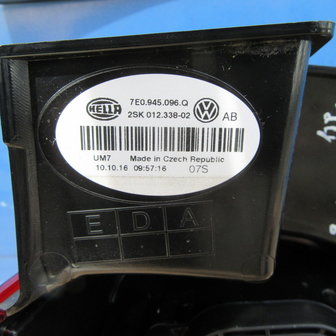 HELLA
7E0.945.096.Q
2SK 012.338-02
AB
UM7 Made in Czech Republic
10.10.16 09:57:16 07S
E D A